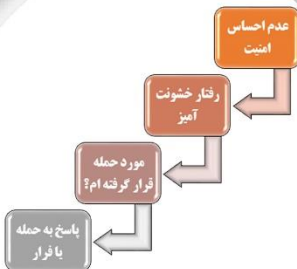 عدم احساس
امنیت
رفتار خشونت
آمیز
مورد حمله
قرار گرفته ام؟
پاسخ به حمله
یا فرار